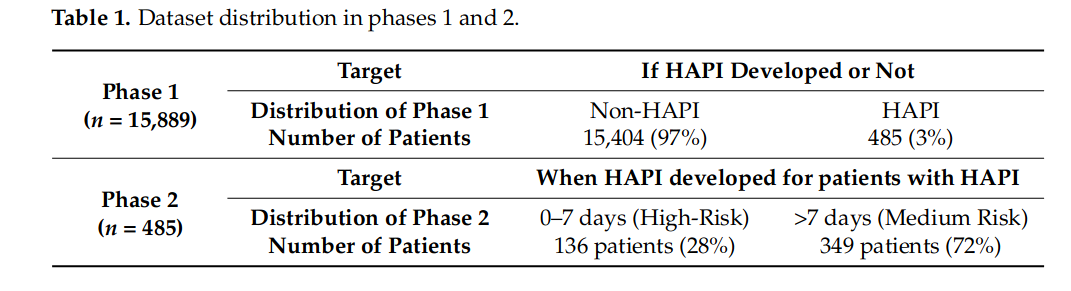 Table 1. Dataset distribution in phases 1 and 2.
Phase 1
(n = 15,889)
Target
If HAPI Developed or Not
Distribution of Phase 1
Number of Patients
Non-HAPI
15,404 (97%)
HAPI
485 (3%)
Phase 2
(n = 485)
Target
When HAPI developed for patients with HAPI
Distribution of Phase 2
Number of Patients
0–7 days (High-Risk)
136 patients (28%)
>7 days (Medium Risk)
349 patients (72%)